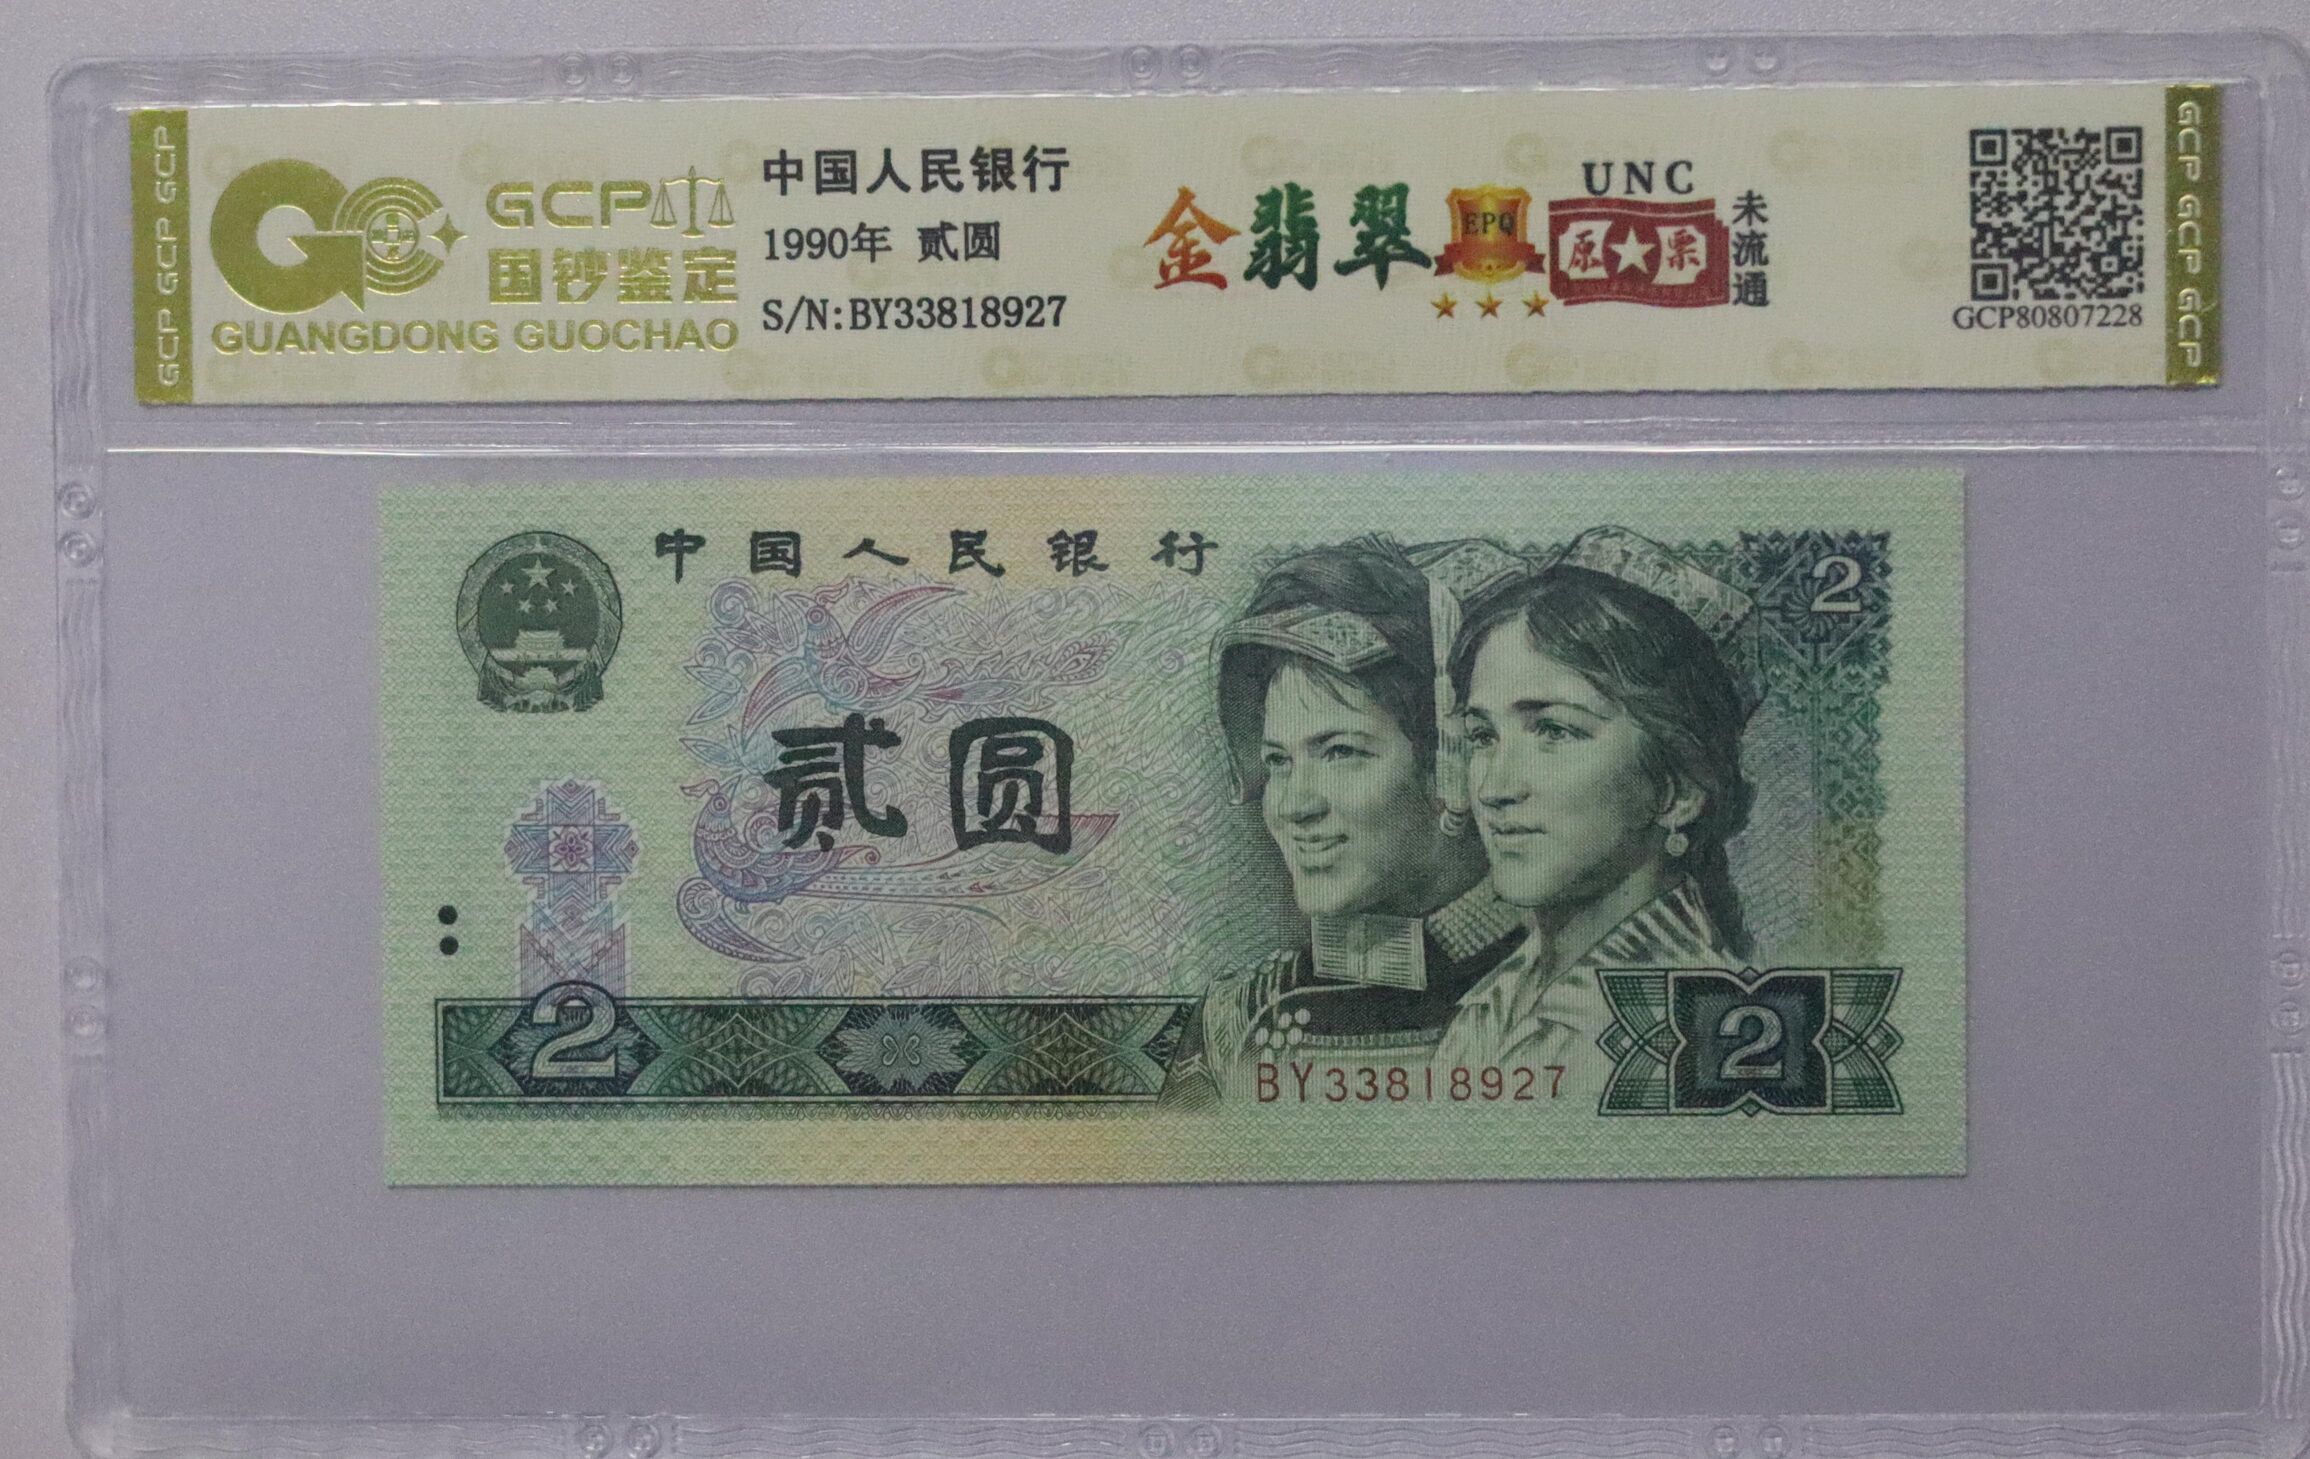 GCP GCP GCP
GCP
国钞鉴定
GUANGDONG GUOCHAO
中国人民银行
1990年 贰圆
S/N:BY33818927
金翡翠
EPQ
UNC
原票
未流通
GCP80807228
GCP GCP GCP
中国人民银行
2
贰圆
2
2
BY33818927